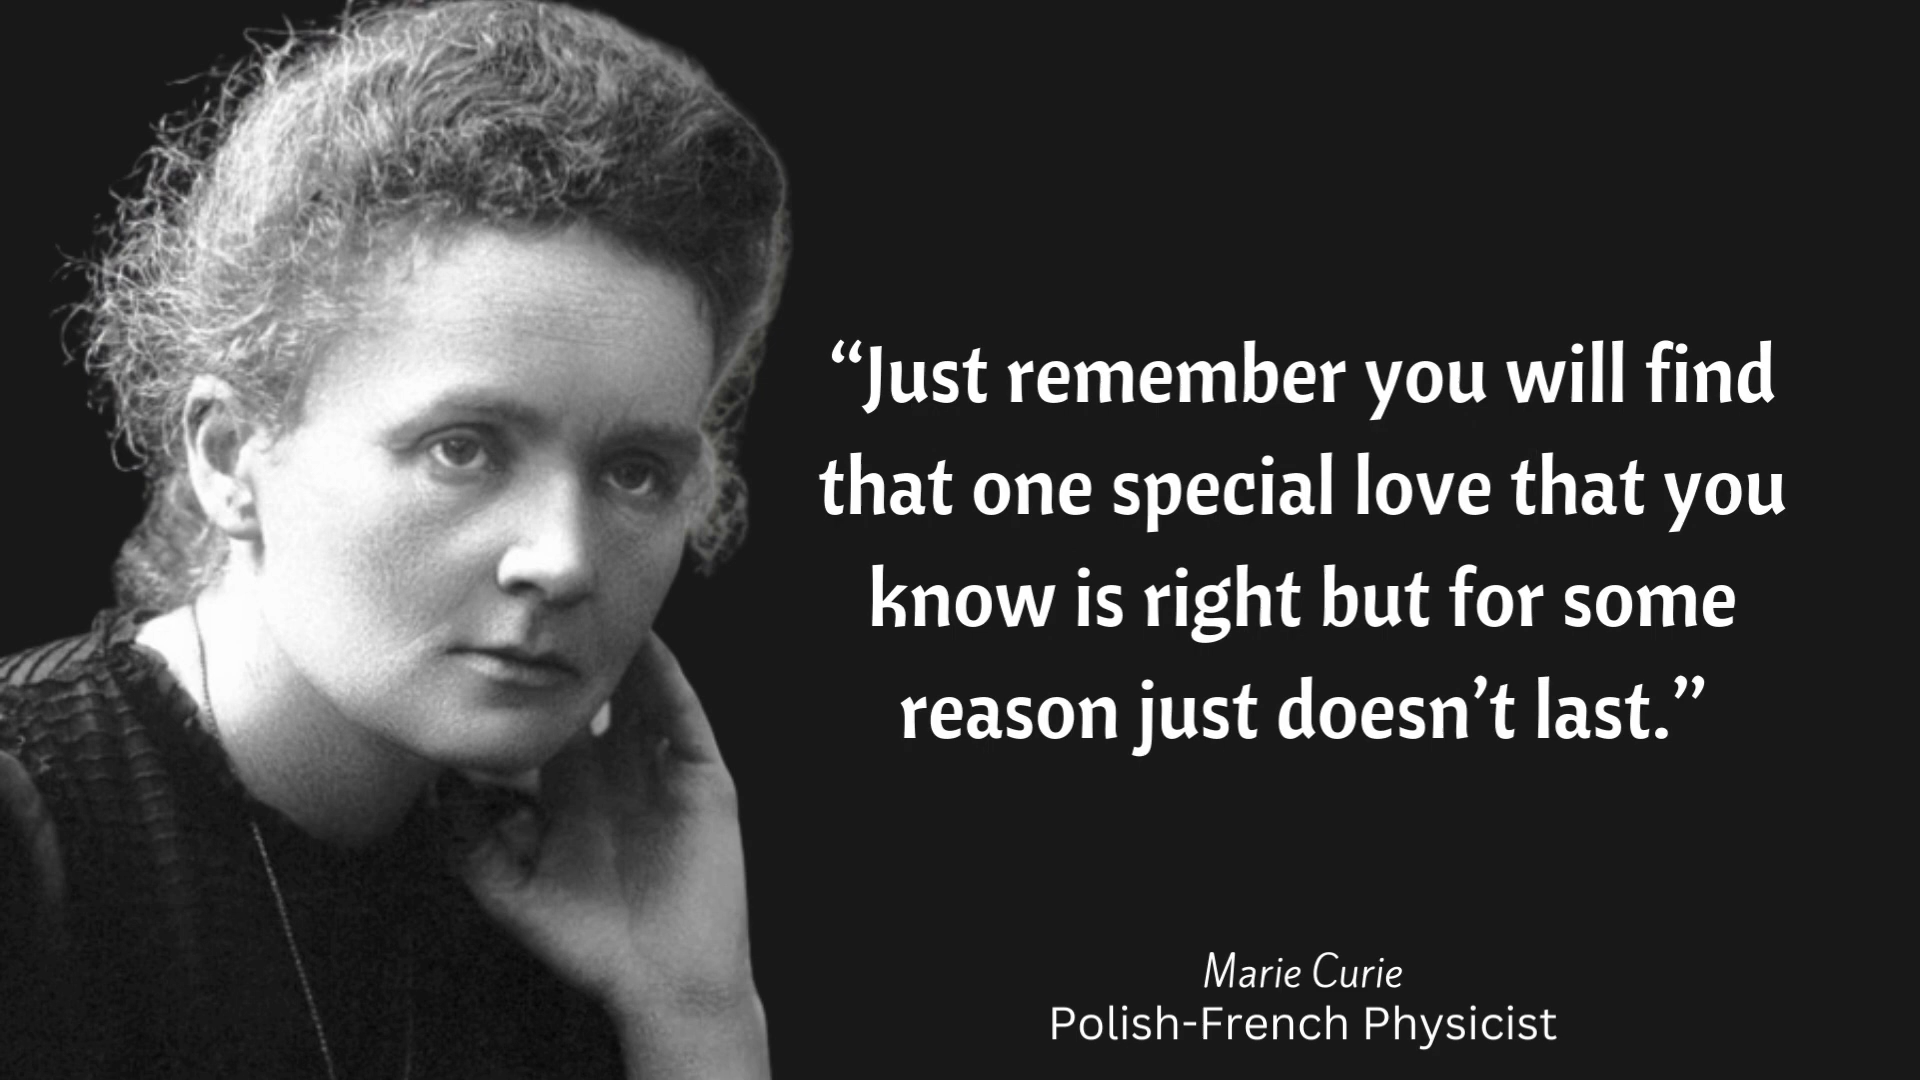 “Just remember you will find
that one special love that you
know is right but for some
reason just doesn’t last.”
Marie Curie
Polish-French Physicist